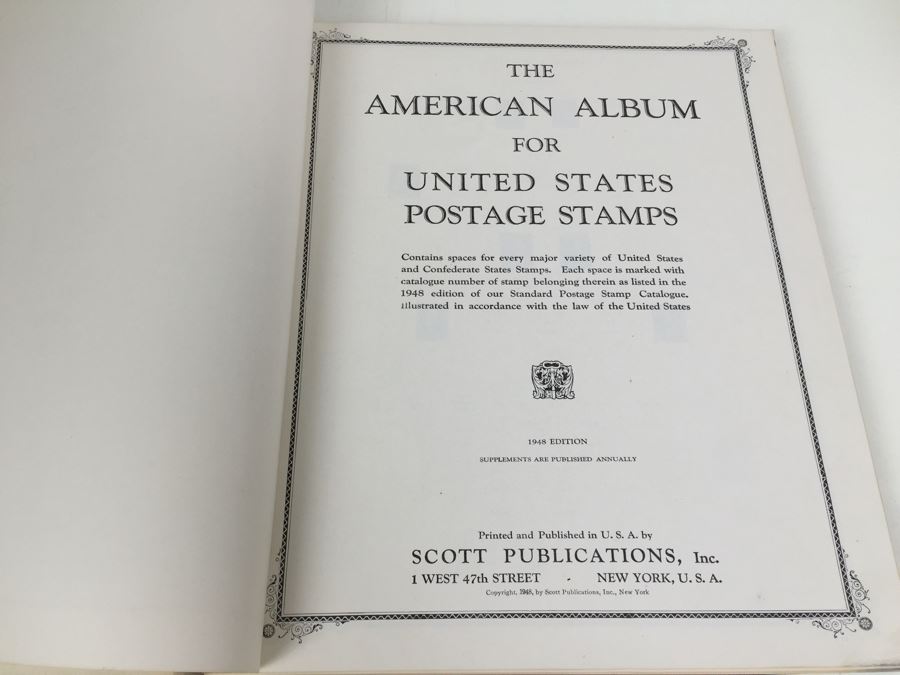 THE
AMERICAN ALBUM
FOR
UNITED STATES
POSTAGE STAMPS
Contains spaces for every major variety of United States
and Confederate States Stamps. Each space is marked with
catalogue number of stamp belonging therein as listed in the
1948 edition of our Standard Postage Stamp Catalogue.
illustrated in accordance with the law of the United States
1948 EDITION
SUPPLEMENTS ARE PUBLISHED ANNUALLY
Printed and Published in U. S. A. by
SCOTT PUBLICATIONS, Inc.
1 WEST 47th STREET - NEW YORK, U. S. A.
Copyright, 1948, by Scott Publications, Inc., New York